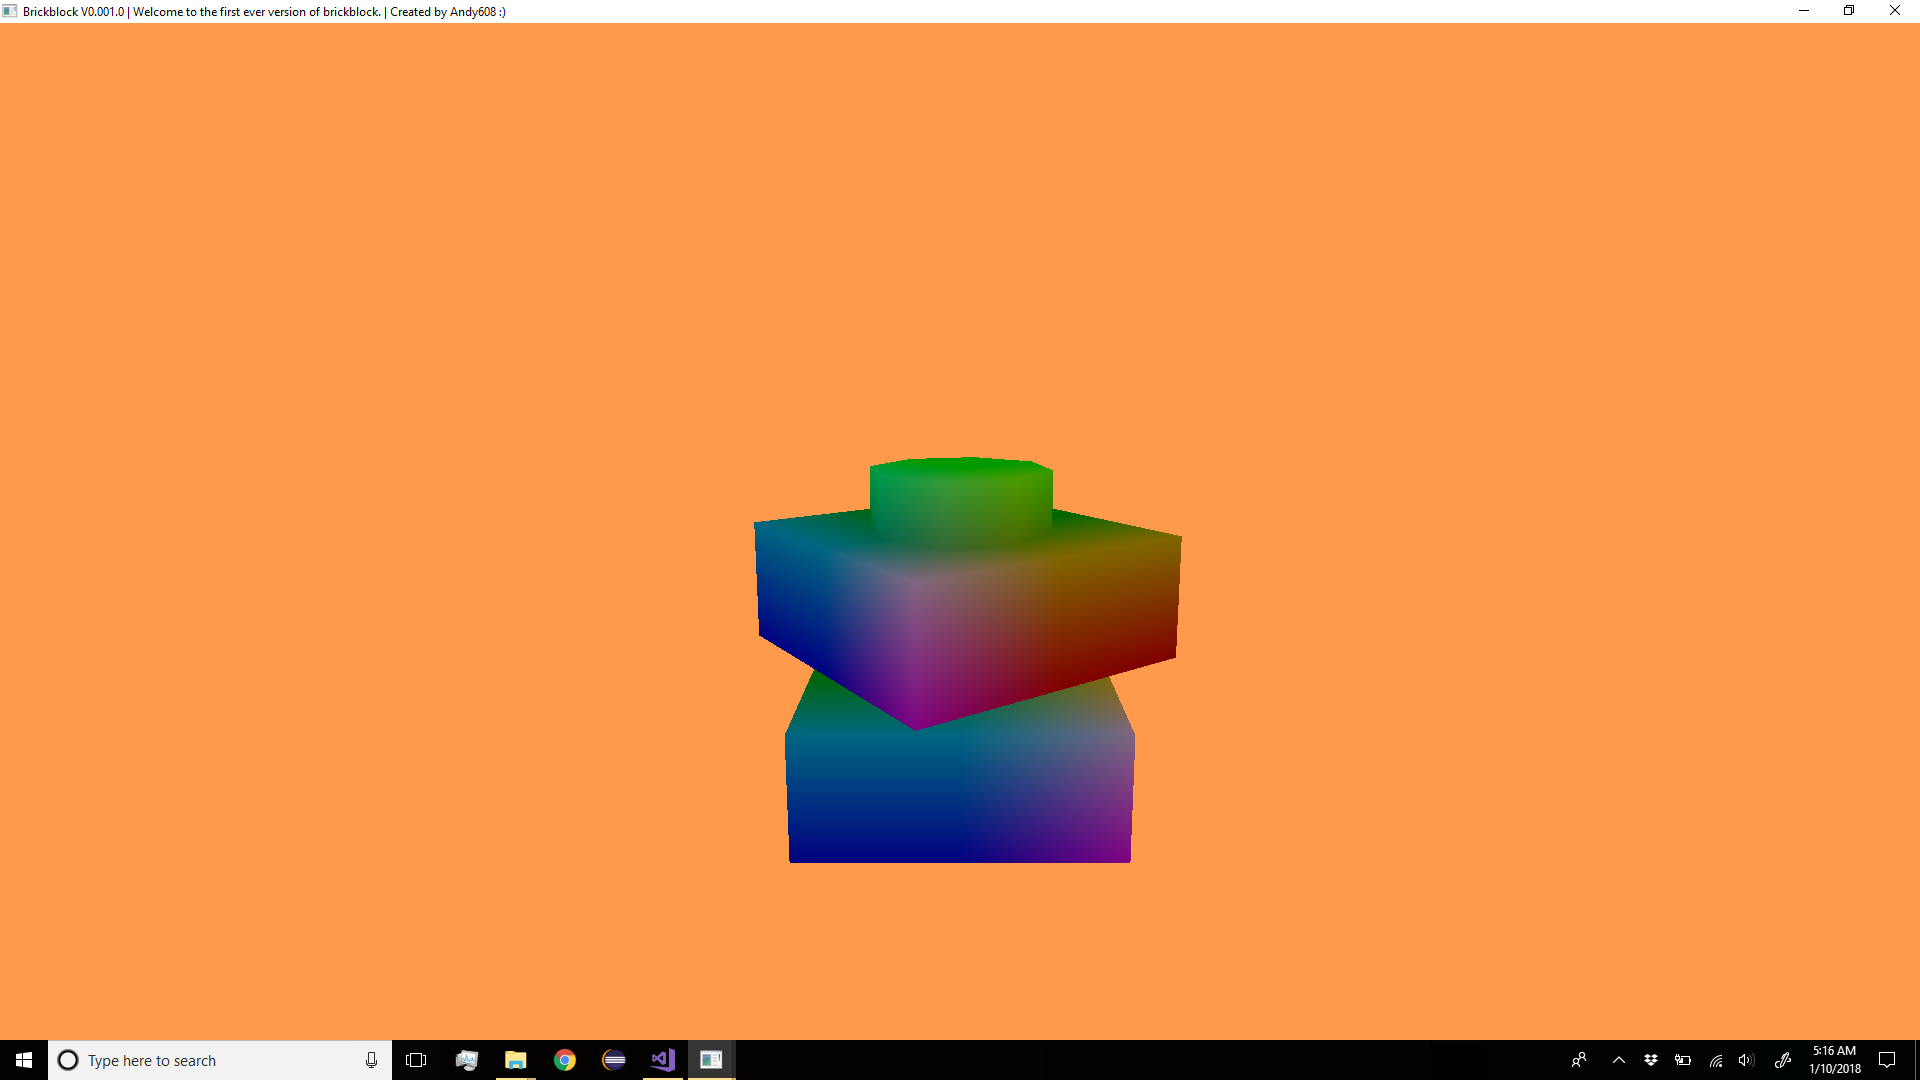 Brickblock V0.001.0 | Welcome to the first ever version of brickblock. | Created by Andy608 :)
Type here to search
5:16 AM
1/10/2018